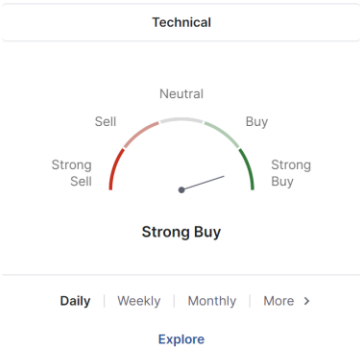 Technical
Neutral
Sell
Buy
Strong
Sell
Strong
Buy
Strong Buy
Daily
Weekly
Monthly
More
Explore